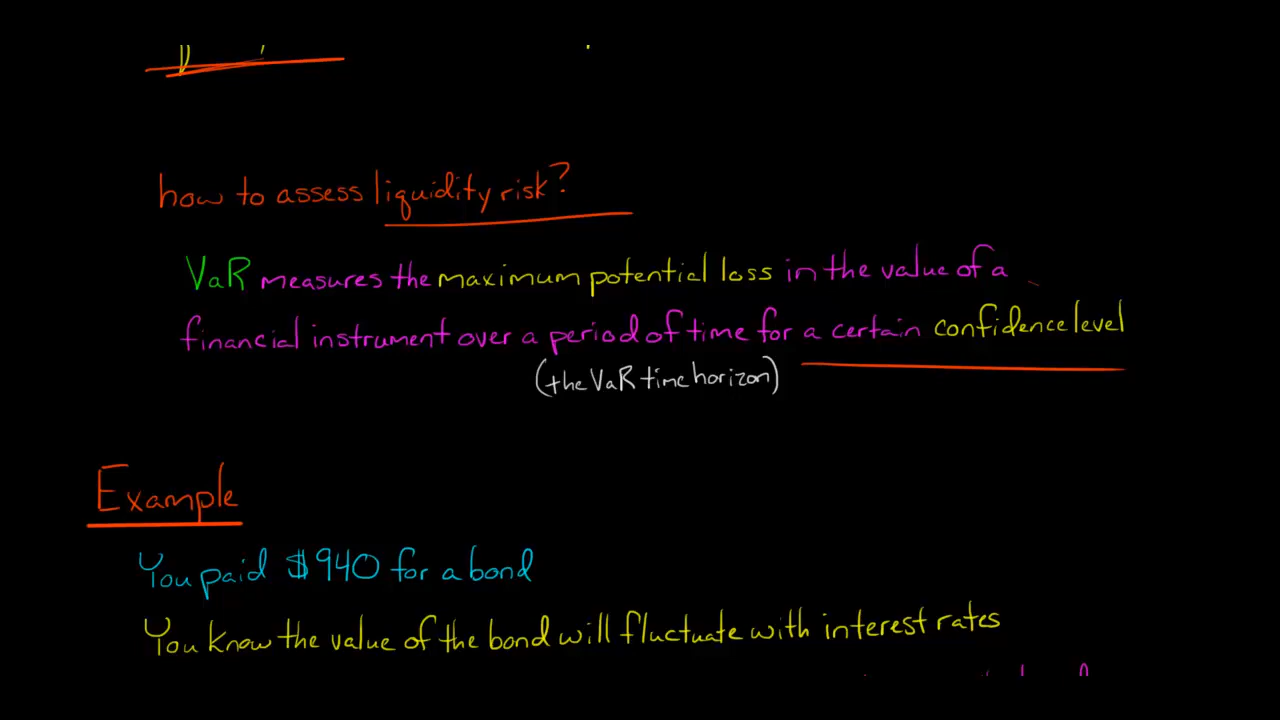 how to assess liquidity risk?
VaR measures the maximum potential loss in the value of a
financial instrument over a period of time for a certain confidence level
(the VaR time horizon)
Example
You paid $940 for a bond
You know the value of the bond will fluctuate with interest rates